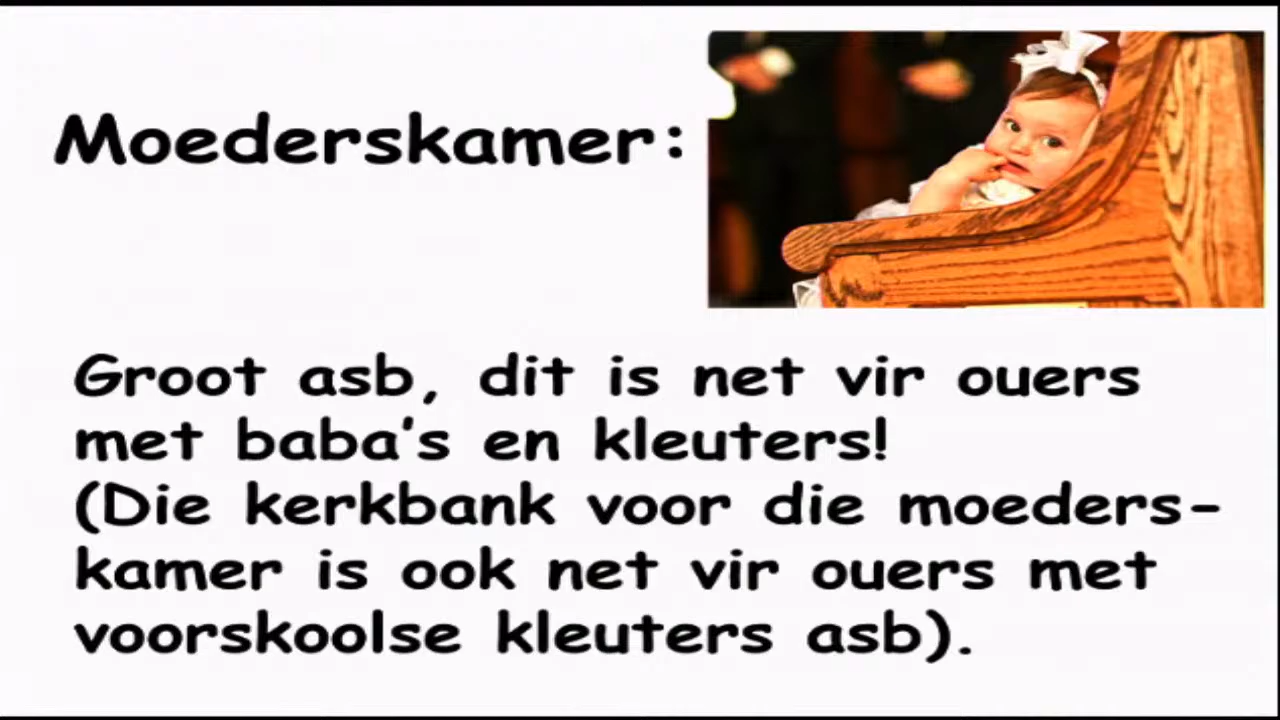 Moederskamer:
Groot asb, dit is net vir ouers
met baba's en kleuters!
(Die kerkbank voor die moeders-
kamer is ook net vir ouers met
voorskoolse kleuters asb).